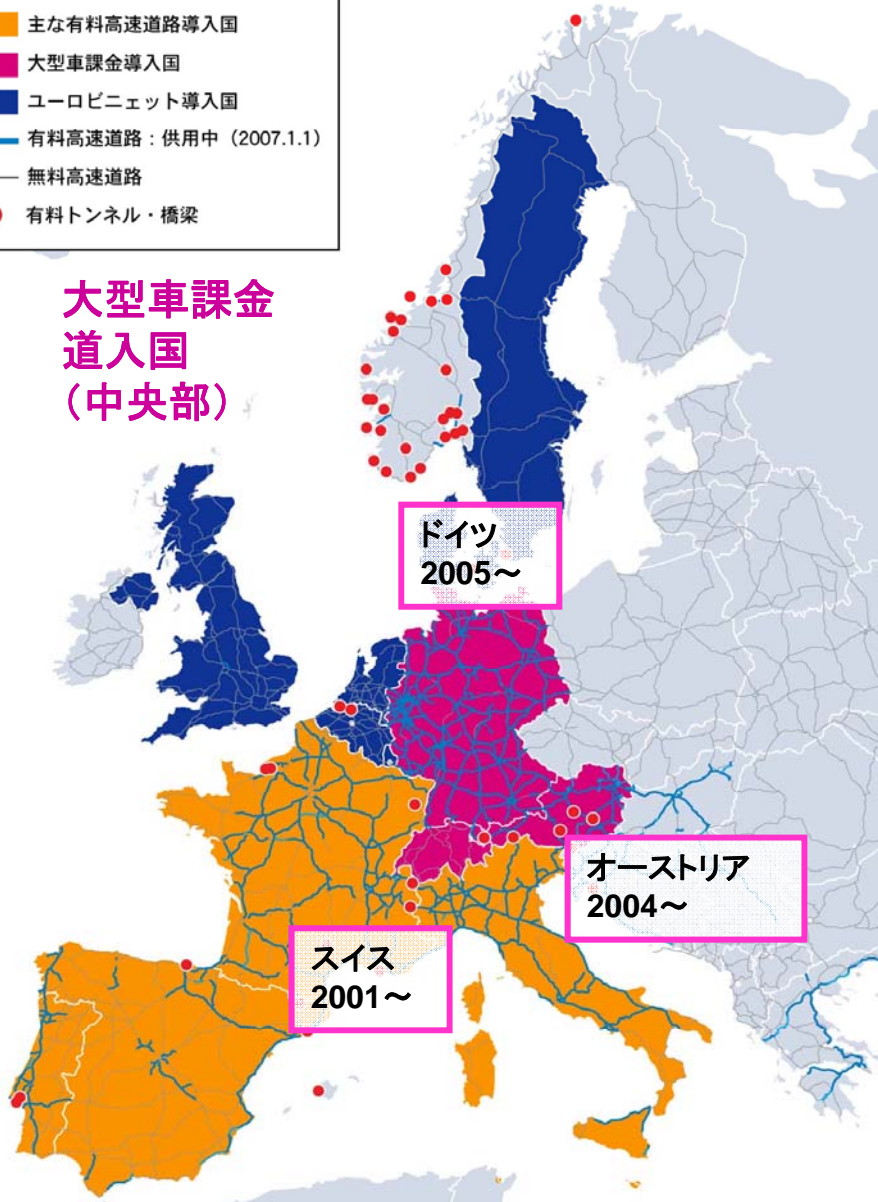 主な有料高速道路導入国
大型車課金導入国
ユーロビニェット導入国
有料高速道路：供用中（2007.1.1）
無料高速道路
有料トンネル・橋梁
大型車課金
道入国
（中央部）
ドイツ
2005～
オーストリア
2004～
スイス
2001～